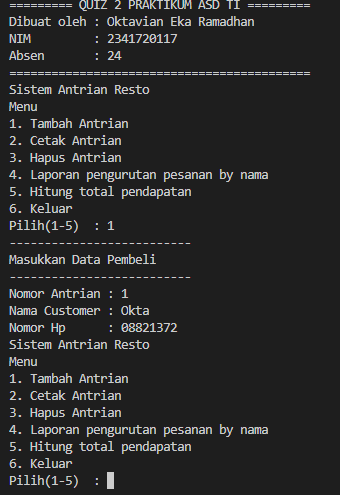 ========= QUIZ 2 PRAKTIKUM ASD TI =========
Dibuat oleh : Oktavian Eka Ramadhan
NIM         : 2341720117
Absen       : 24
===========================================
Sistem Antrian Resto
Menu
1. Tambah Antrian
2. Cetak Antrian
3. Hapus Antrian
4. Laporan pengurutan pesanan by nama
5. Hitung total pendapatan
6. Keluar
Pilih(1-5)  : 1
--------------------------
Masukkan Data Pembeli
--------------------------
Nomor Antrian : 1
Nama Customer : Okta
Nomor Hp      : 08821372
Sistem Antrian Resto
Menu
1. Tambah Antrian
2. Cetak Antrian
3. Hapus Antrian
4. Laporan pengurutan pesanan by nama
5. Hitung total pendapatan
6. Keluar
Pilih(1-5)  :